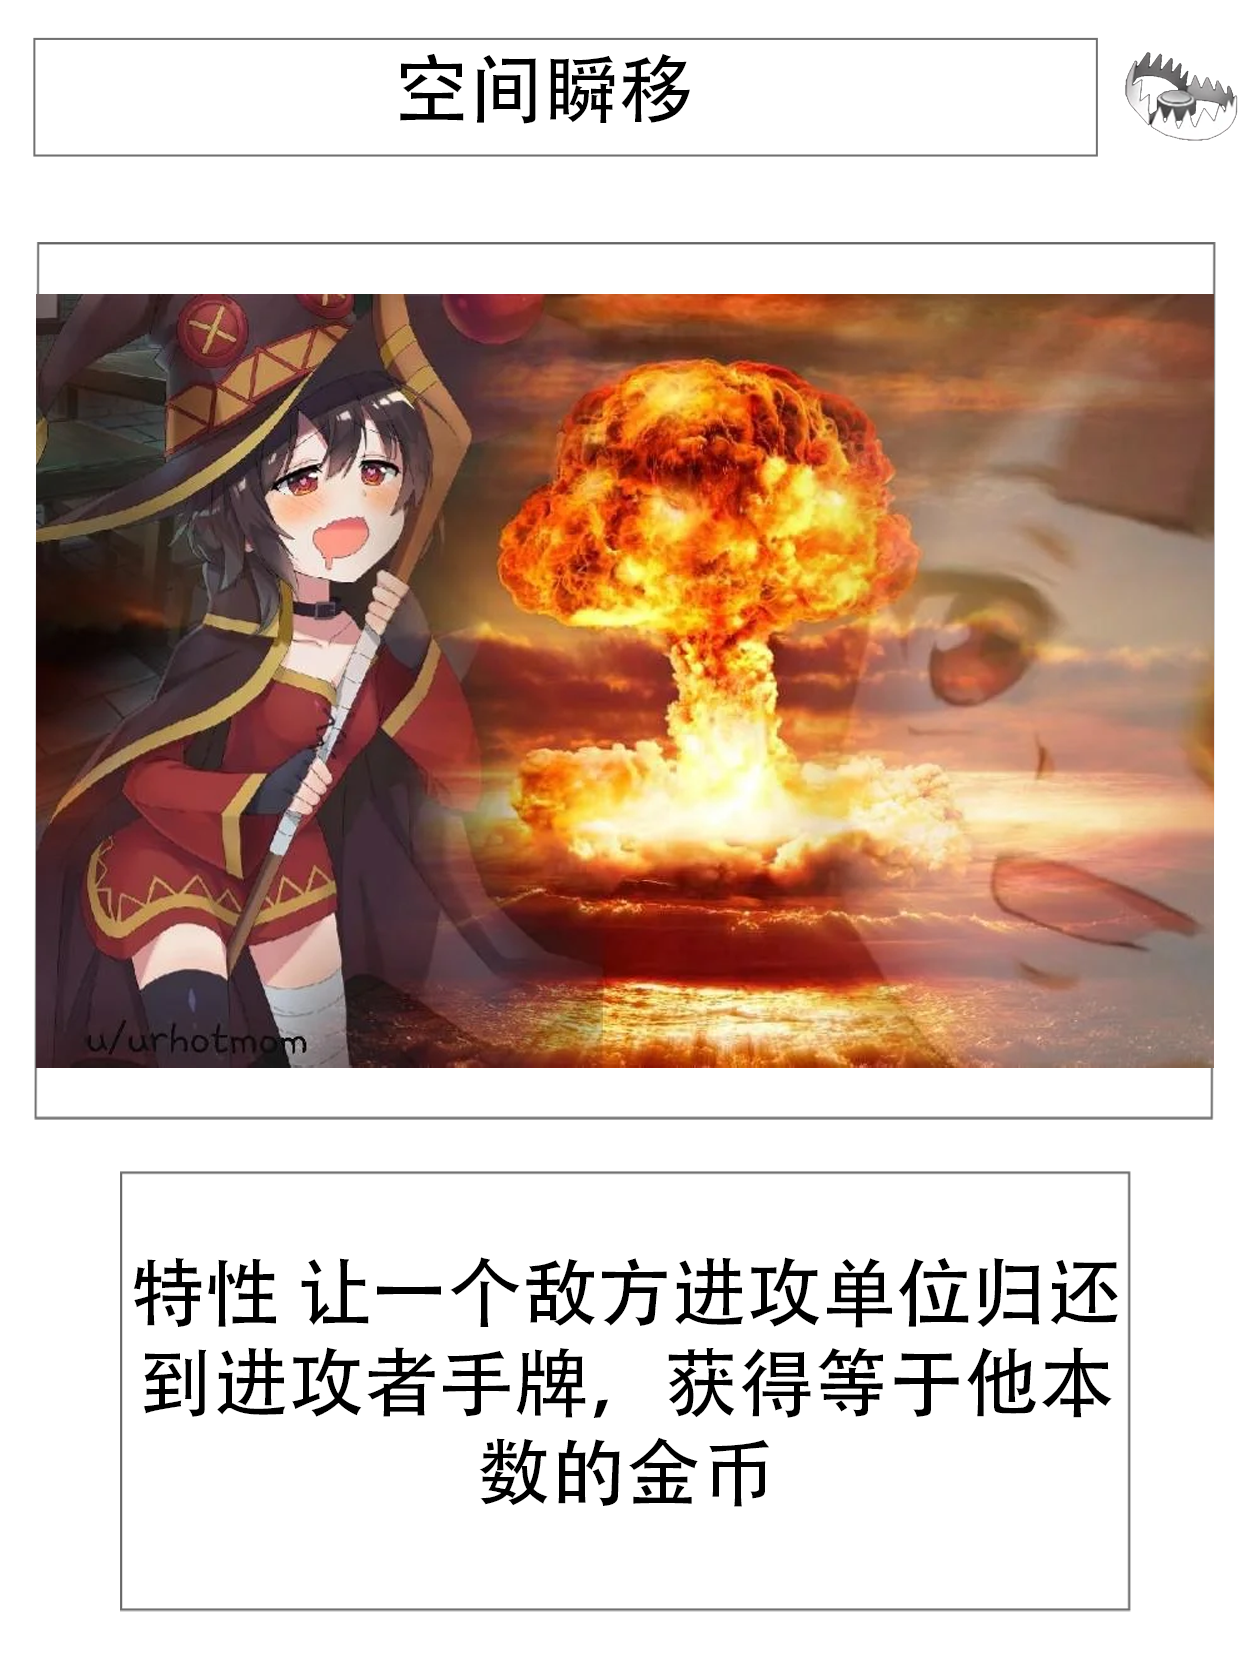 空间瞬移
u/urhotmom
特性 让一个敌方进攻单位归还
到进攻者手牌，获得等于他本
数的金币